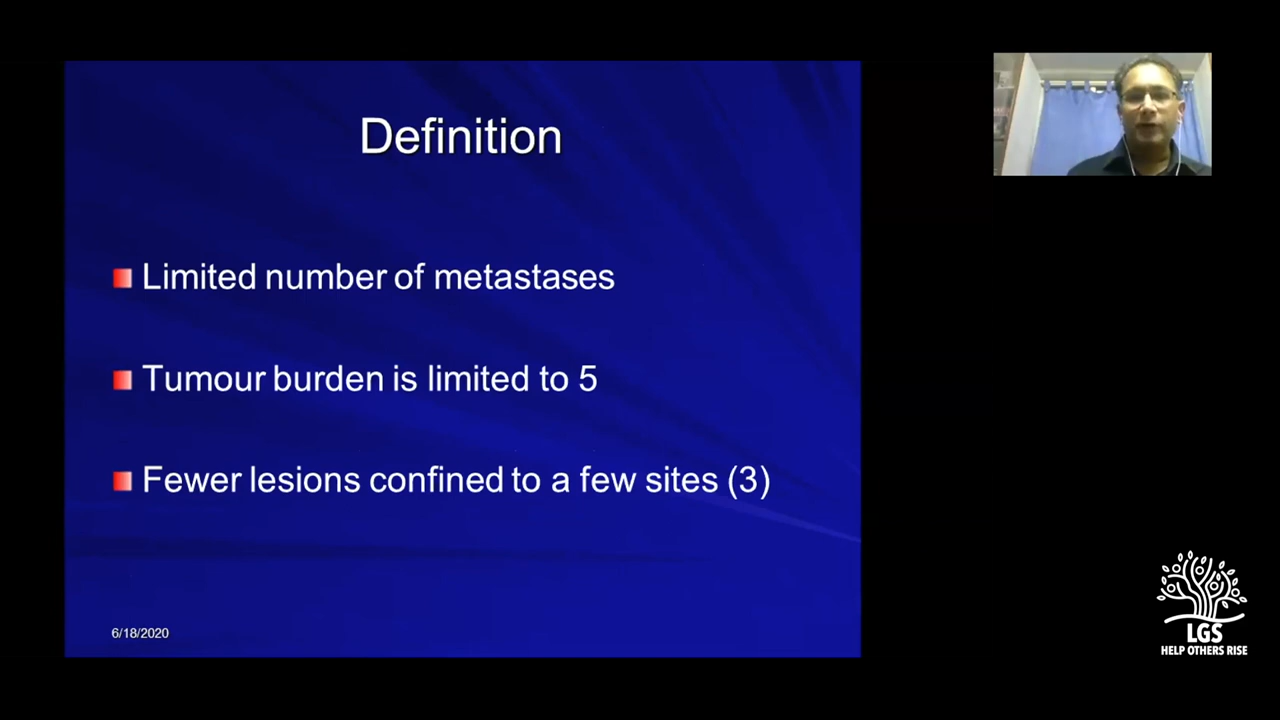 Definition
Limited number of metastases
Tumour burden is limited to 5
Fewer lesions confined to a few sites (3)
6/18/2020
LGS
HELP OTHERS RISE